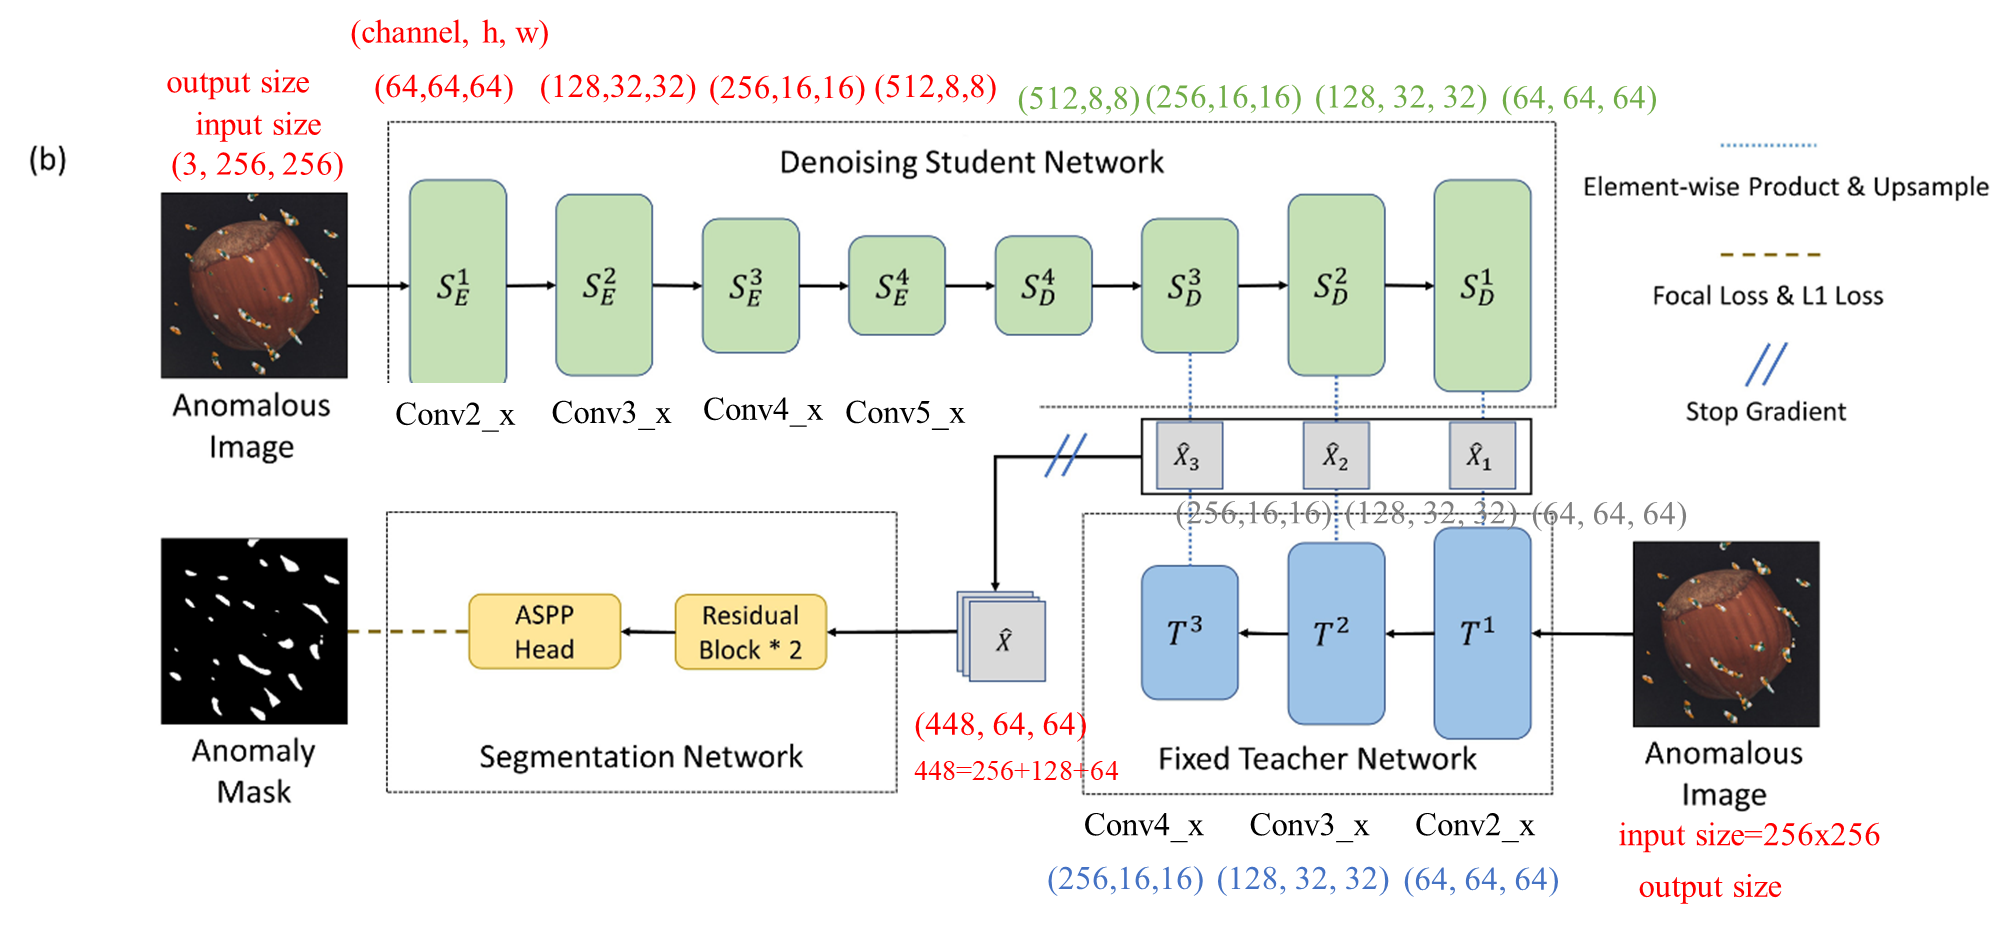 (channel, h, w)
output size
(64,64,64) (128,32,32) (256,16,16) (512,8,8) (512,8,8) (256,16,16) (128, 32, 32) (64, 64, 64)
input size
(3, 256, 256)
(b)
Denoising Student Network
Element-wise Product & Upsample
S_E^1 S_E^2 S_E^3 S_E^4 S_D^4 S_D^3 S_D^2 S_D^1
Focal Loss & L1 Loss
Stop Gradient
Anomalous
Image
Conv2_x Conv3_x Conv4_x Conv5_x
X̂_3 X̂_2 X̂_1
(256,16,16) (128, 32, 32) (64, 64, 64)
ASPP
Head
Residual
Block * 2
X̂
T^3 T^2 T^1
(448, 64, 64)
448=256+128+64
Segmentation Network
Fixed Teacher Network
Anomaly
Mask
Anomalous
Image
Conv4_x Conv3_x Conv2_x
input size=256x256
(256,16,16) (128, 32, 32) (64, 64, 64)
output size